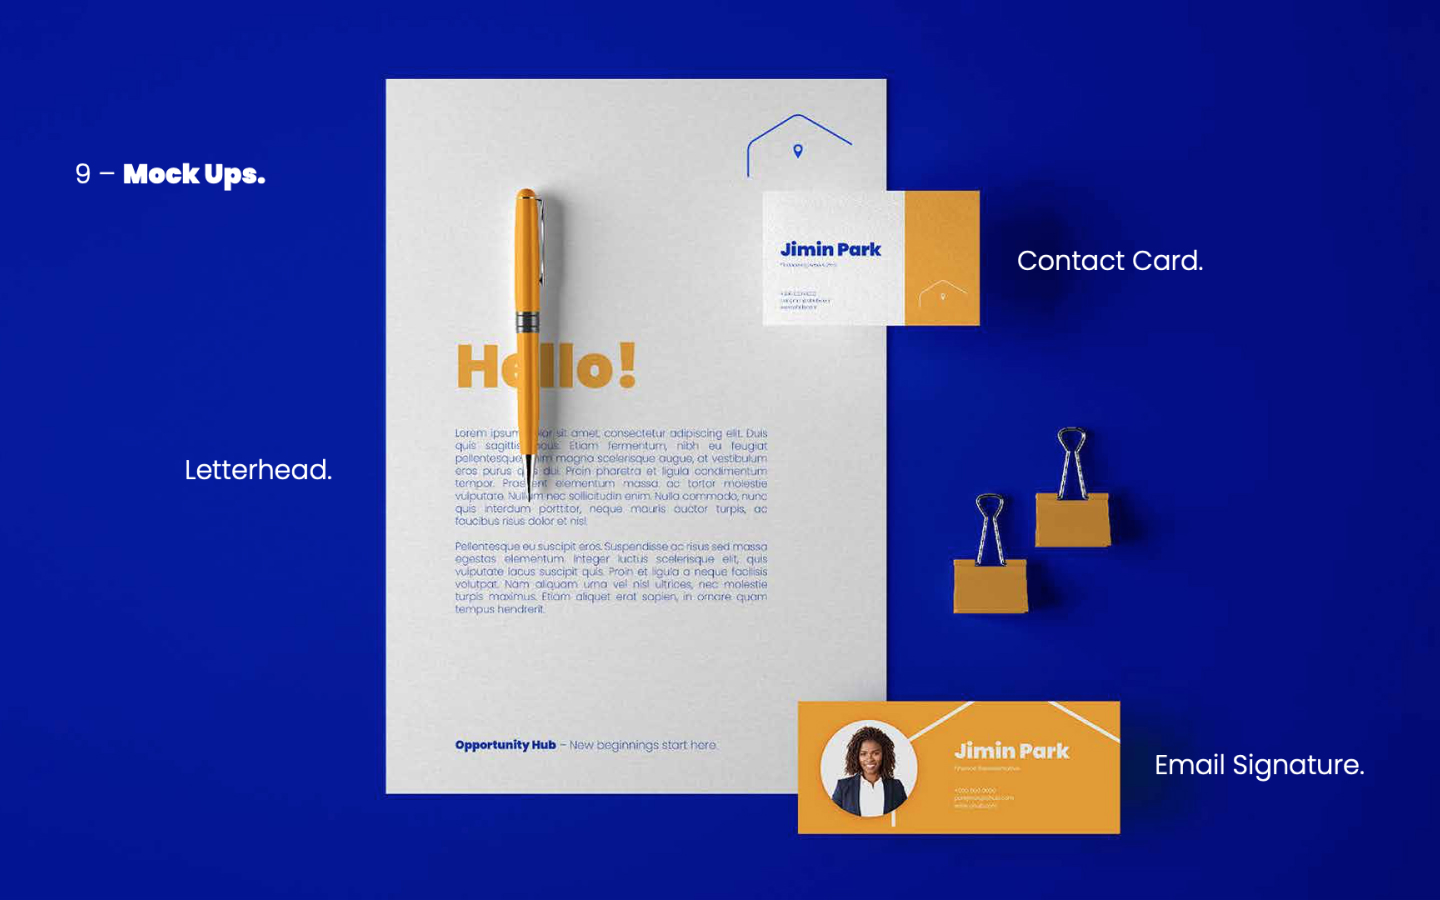 9 – Mock Ups.
Jimin Park
Contact Card.
Hello!
Letterhead.
Lorem ipsum dolor sit amet, consectetur adipiscing elit. Duis
quis sagittis Etiam fermentum, nibh eu feugiat
pellentesque enim magna scelerisque augue, at vestibulum
eros purus quis dui. Proin pharetra et ligula condimentum
tempor. Praesent elementum massa ac tortor molestie
vulputate. Nullam nec sollicitudin enim. Nulla commodo, nunc
quis interdum porttitor, neque mauris auctor turpis, ac
faucibus risus dolor et nisl.
Pellentesque eu suscipit eros. Suspendisse ac risus sed massa
egestas elementum. Integer luctus scelerisque elit, quis
vulputate lacus suscipit quis. Proin et ligula a neque facilisis
volutpat. Nam aliquam urna vel nisl ultrices, nec molestie
turpis maximus. Etiam aliquet erat sapien, in ornare quam
tempus hendrerit.
Opportunity Hub – New beginnings start here.
Jimin Park
Finance Representative
Email Signature.